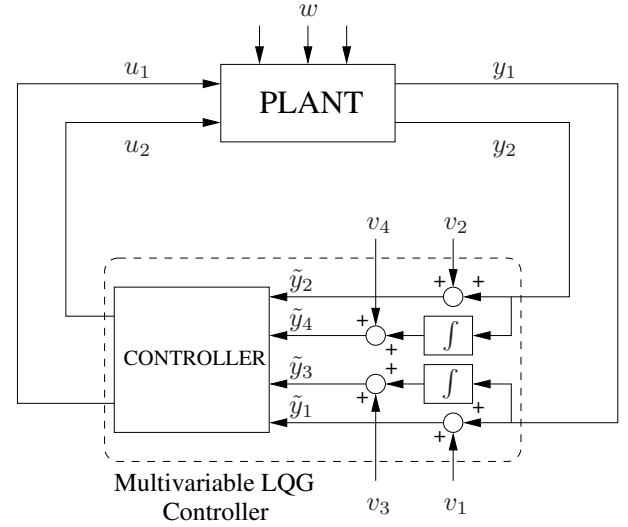 w
u₁
PLANT
y₁
u₂
y₂
v₄
v₂
+
+
ỹ₂
+
ỹ₄
∫
+
CONTROLLER
+
ỹ₃
∫
+
+
ỹ₁
+
Multivariable LQG
Controller
v₃
v₁